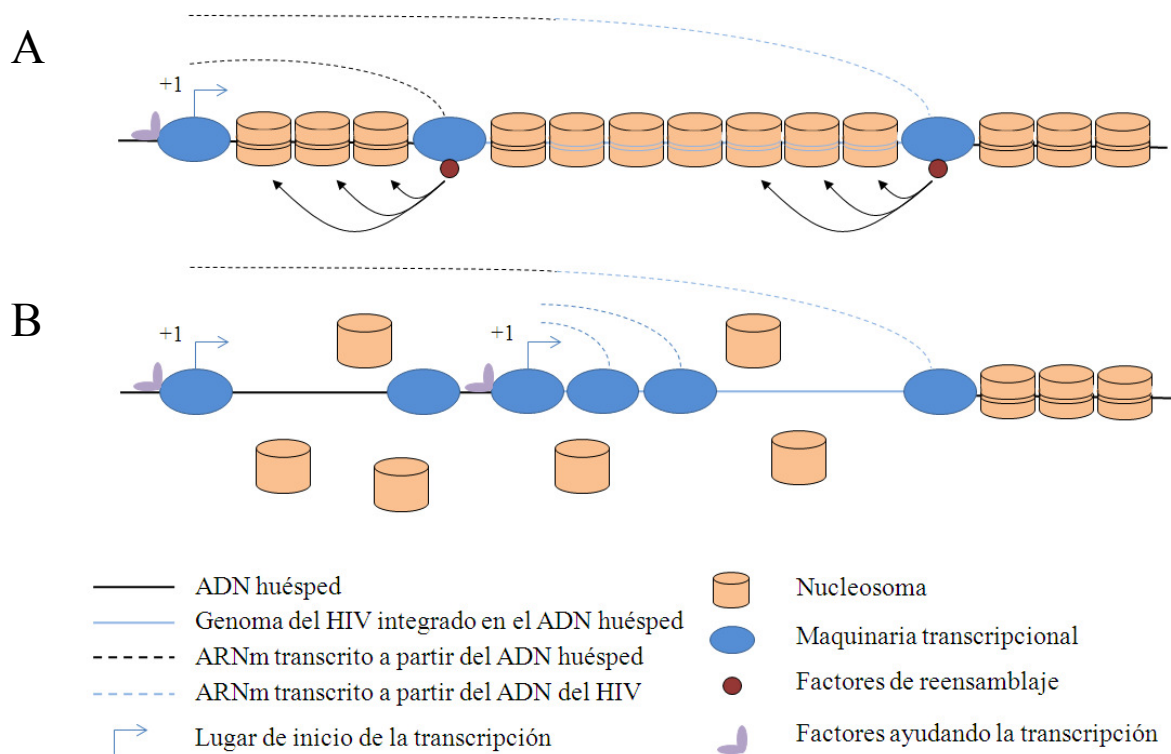 A
+1
B
+1
+1
ADN huésped
Genoma del HIV integrado en el ADN huésped
ARNm transcrito a partir del ADN huésped
ARNm transcrito a partir del ADN del HIV
Lugar de inicio de la transcripción
Nucleosoma
Maquinaria transcripcional
Factores de reensamblaje
Factores ayudando la transcripción